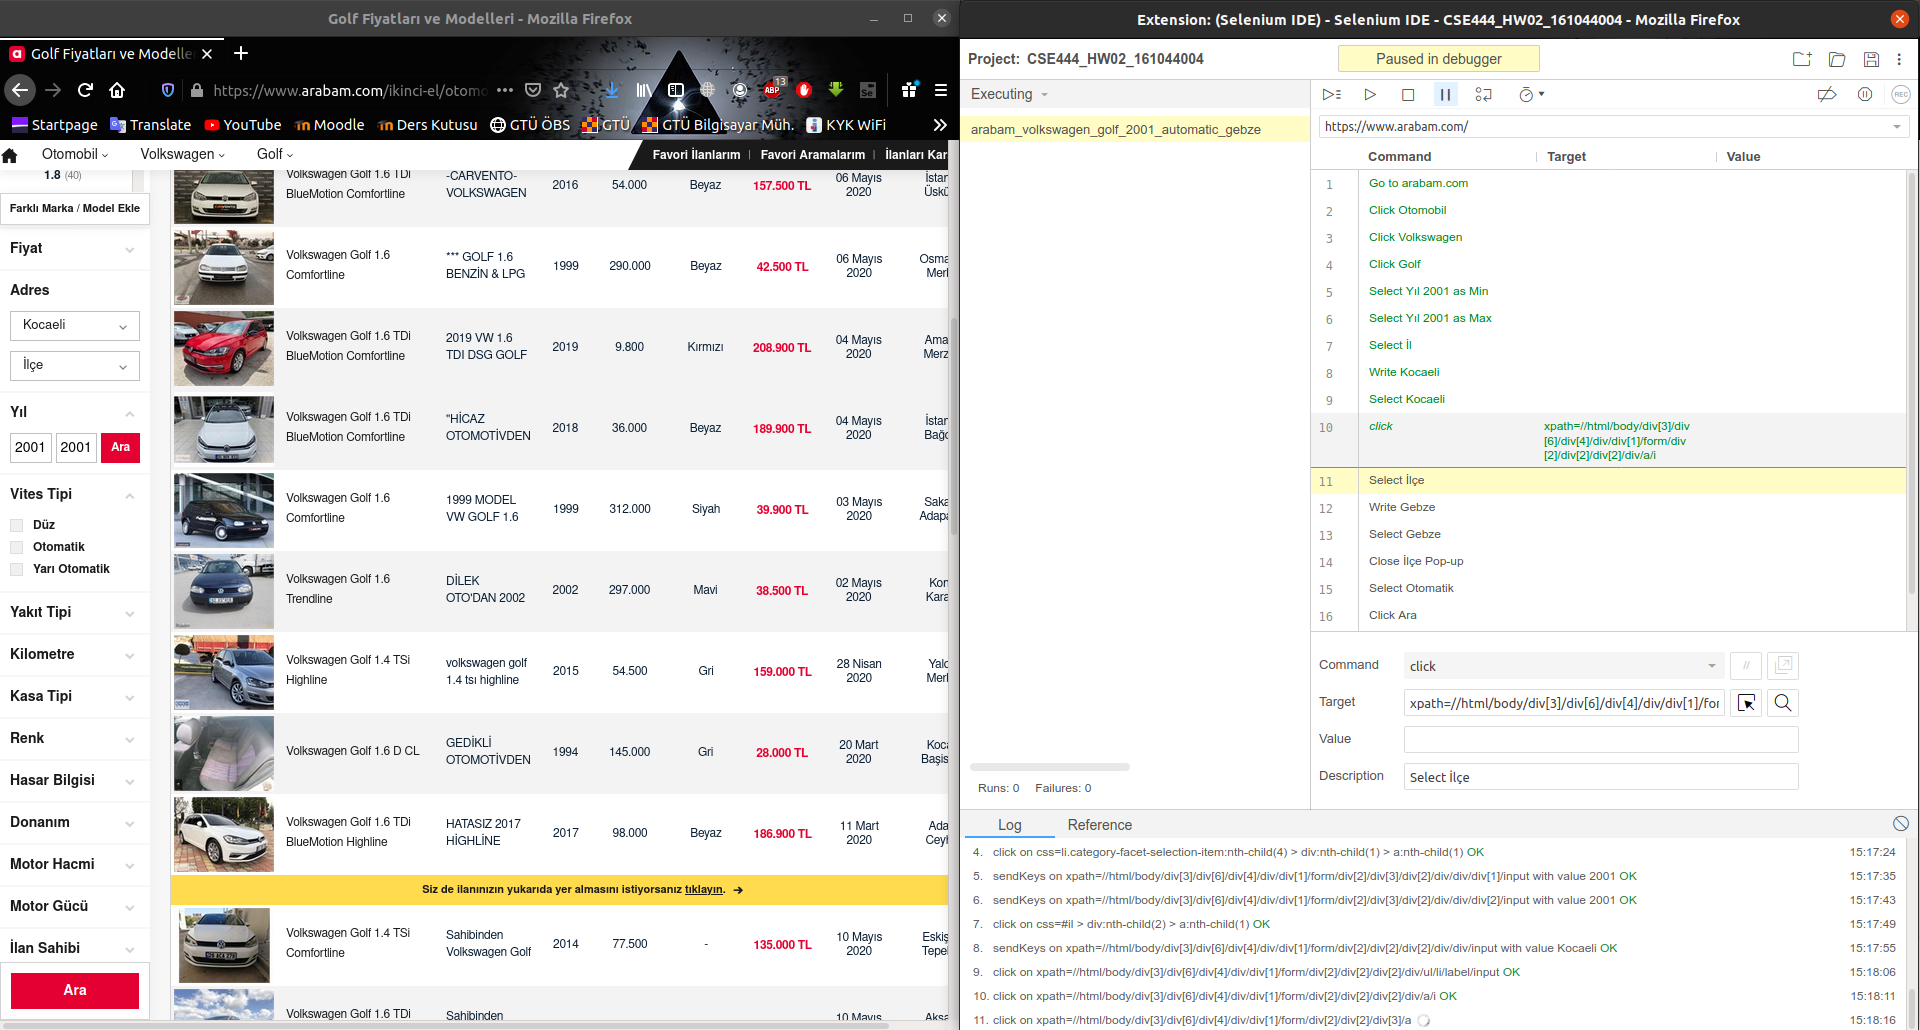 Golf Fiyatları ve Modelleri - Mozilla Firefox
Golf Fiyatları ve Modelle
https://www.arabam.com/ikinci-el/otomo
13
ABP
Se
Startpage
Translate
YouTube
Moodle
Ders Kutusu
GTÜ ÖBS
GTÜ
GTÜ Bilgisayar Müh.
KYK WiFi
Otomobil
Volkswagen
Golf
Favori İlanlarım
Favori Aramalarım
İlanları Kar
1.8 (40)
Farklı Marka / Model Ekle
Fiyat
Adres
Kocaeli
İlçe
Yıl
2001 2001 Ara
Vites Tipi
Düz
Otomatik
Yarı Otomatik
Yakıt Tipi
Kilometre
Kasa Tipi
Renk
Hasar Bilgisi
Donanım
Motor Hacmi
Motor Gücü
İlan Sahibi
Ara
Volkswagen Golf 1.6 TDi BlueMotion Comfortline -CARVENTO- VOLKSWAGEN 2016 54.000 Beyaz 157.500 TL 06 Mayıs 2020 İstan Üskü
Volkswagen Golf 1.6 Comfortline *** GOLF 1.6 BENZİN & LPG 1999 290.000 Beyaz 42.500 TL 06 Mayıs 2020 Osma Merl
Volkswagen Golf 1.6 TDi BlueMotion Comfortline 2019 VW 1.6 TDI DSG GOLF 2019 9.800 Kırmızı 208.900 TL 04 Mayıs 2020 Ama Merz
Volkswagen Golf 1.6 TDi BlueMotion Comfortline "HİCAZ OTOMOTİVDEN 2018 36.000 Beyaz 189.900 TL 04 Mayıs 2020 İstan Bağc
Volkswagen Golf 1.6 Comfortline 1999 MODEL VW GOLF 1.6 1999 312.000 Siyah 39.900 TL 03 Mayıs 2020 Saka Adapa
Volkswagen Golf 1.6 Trendline DİLEK OTO'DAN 2002 2002 297.000 Mavi 38.500 TL 02 Mayıs 2020 Kon Kara
Volkswagen Golf 1.4 TSi Highline volkswagen golf 1.4 tsı highline 2015 54.500 Gri 159.000 TL 28 Nisan 2020 Yalo Merl
Volkswagen Golf 1.6 D CL GEDİKLİ OTOMOTİVDEN 1994 145.000 Gri 28.000 TL 20 Mart 2020 Koca Başis
Volkswagen Golf 1.6 TDi BlueMotion Highline HATASIZ 2017 HİGHLİNE 2017 98.000 Beyaz 186.900 TL 11 Mart 2020 Ada Ceyl
Siz de ilanınızın yukarıda yer almasını istiyorsanız tıklayın. →
Volkswagen Golf 1.4 TSi Comfortline Sahibinden Volkswagen Golf 2014 77.500 - 135.000 TL 10 Mayıs 2020 Eskiş Tepel
Volkswagen Golf 1.6 TDi Sahibinden 10 Mayıs Aksa
Extension: (Selenium IDE) - Selenium IDE - CSE444_HW02_161044004 - Mozilla Firefox
Project: CSE444_HW02_161044004
Paused in debugger
Executing
REC
arabam_volkswagen_golf_2001_automatic_gebze
https://www.arabam.com/
Command Target Value
1 Go to arabam.com
2 Click Otomobil
3 Click Volkswagen
4 Click Golf
5 Select Yıl 2001 as Min
6 Select Yıl 2001 as Max
7 Select İl
8 Write Kocaeli
9 Select Kocaeli
10 click xpath=//html/body/div[3]/div
[6]/div[4]/div/div[1]/form/div
[2]/div[2]/div[2]/div/a/i
11 Select İlçe
12 Write Gebze
13 Select Gebze
14 Close İlçe Pop-up
15 Select Otomatik
16 Click Ara
Command click //
Target xpath=//html/body/div[3]/div[6]/div[4]/div/div[1]/for
Value
Description Select İlçe
Runs: 0 Failures: 0
Log Reference
4. click on css=li.category-facet-selection-item:nth-child(4) > div:nth-child(1) > a:nth-child(1) OK 15:17:24
5. sendKeys on xpath=//html/body/div[3]/div[6]/div[4]/div/div[1]/form/div[2]/div[3]/div[2]/div/div/div[1]/input with value 2001 OK 15:17:35
6. sendKeys on xpath=//html/body/div[3]/div[6]/div[4]/div/div[1]/form/div[2]/div[3]/div[2]/div/div/div[2]/input with value 2001 OK 15:17:43
7. click on css=#il > div:nth-child(2) > a:nth-child(1) OK 15:17:49
8. sendKeys on xpath=//html/body/div[3]/div[6]/div[4]/div/div[1]/form/div[2]/div[2]/div[2]/div/div/input with value Kocaeli OK 15:17:55
9. click on xpath=//html/body/div[3]/div[6]/div[4]/div/div[1]/form/div[2]/div[2]/div[2]/div/ul/li/label/input OK 15:18:06
10. click on xpath=//html/body/div[3]/div[6]/div[4]/div/div[1]/form/div[2]/div[2]/div[2]/div/a/i OK 15:18:11
11. click on xpath=//html/body/div[3]/div[6]/div[4]/div/div[1]/form/div[2]/div[2]/div[3]/a 15:18:16